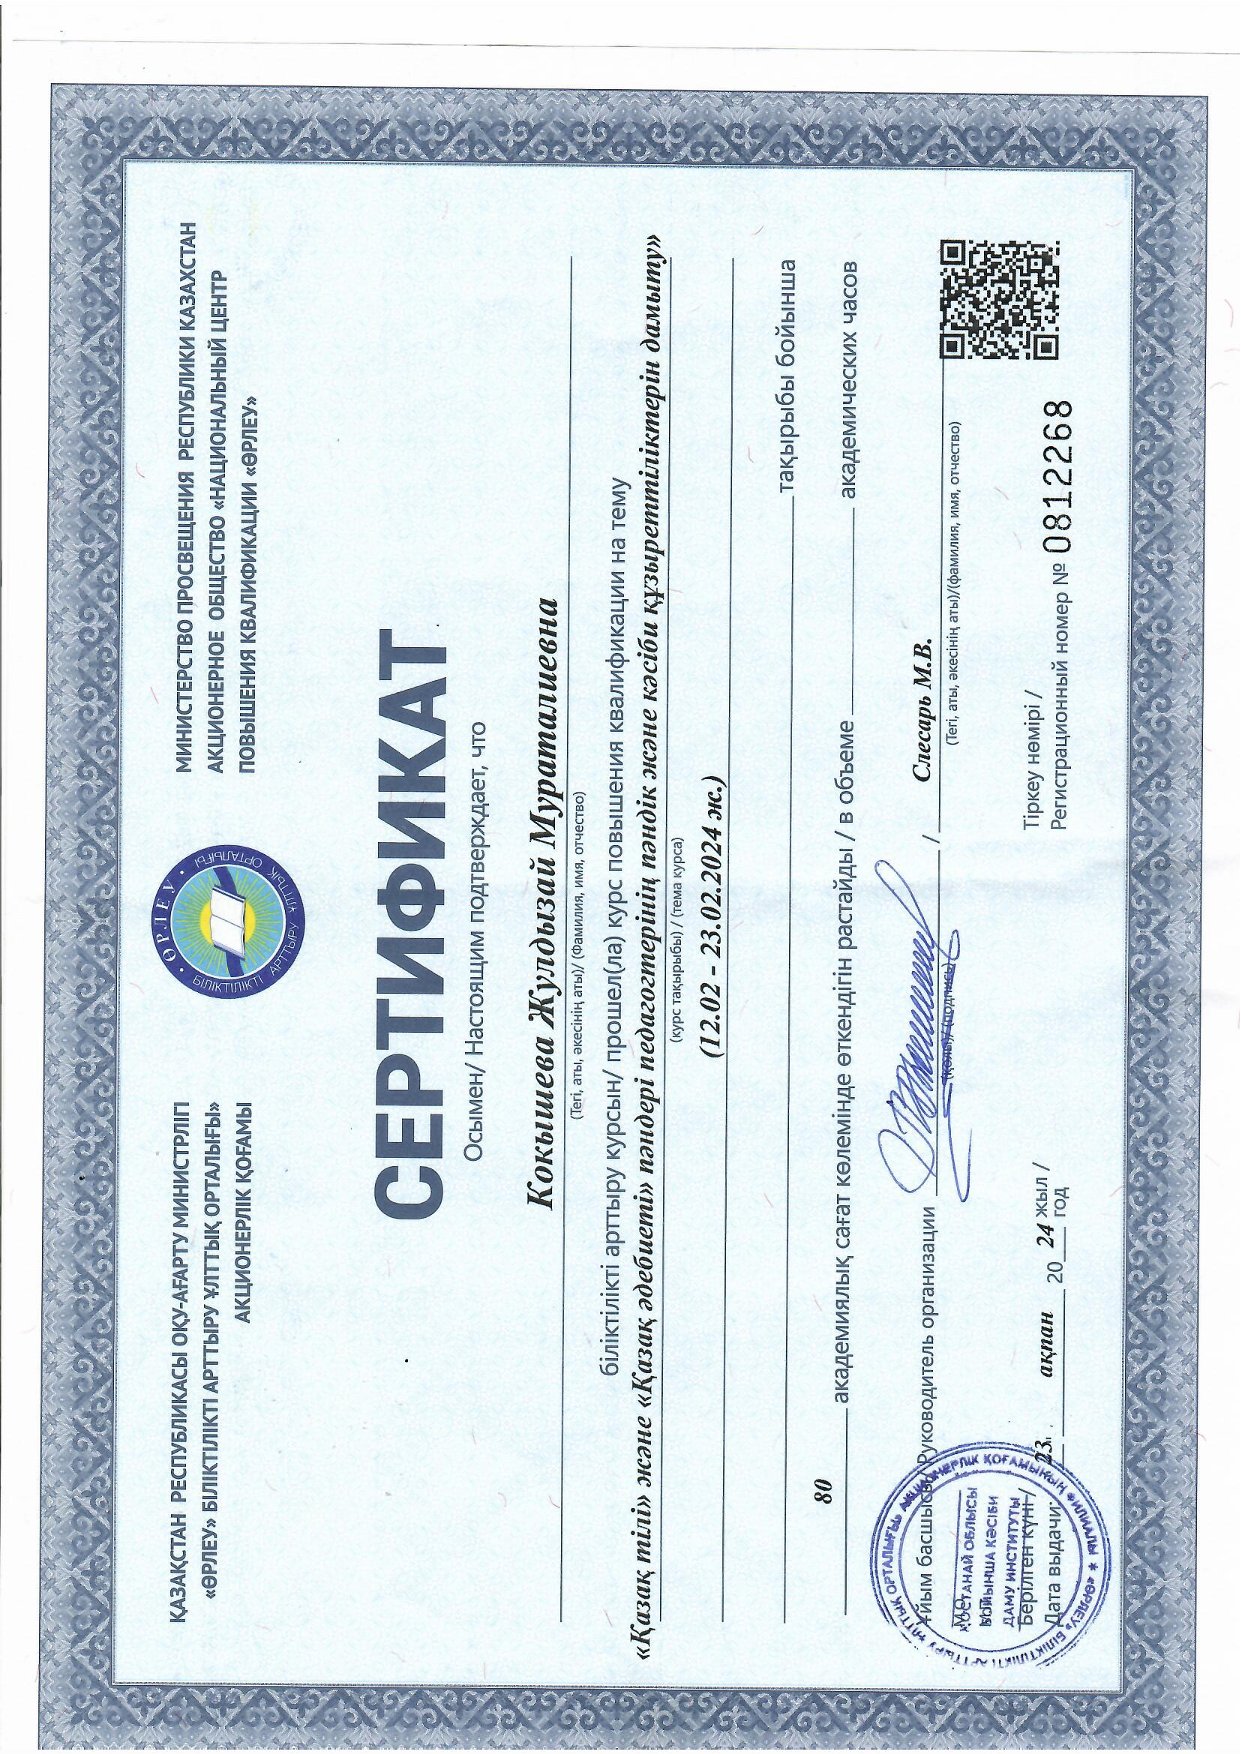 ҚАЗАҚСТАН РЕСПУБЛИКАСЫ ОҚУ-АҒАРТУ МИНИСТРЛІГІ
«ӨРЛЕУ» БІЛІКТІЛІКТІ АРТТЫРУ ҰЛТТЫҚ ОРТАЛЫҒЫ»
АКЦИОНЕРЛІК ҚОҒАМЫ
ӨРЛЕУ
БІЛІКТІЛІКТІ АРТТЫРУ ҰЛТТЫҚ ОРТАЛЫҒЫ
МИНИСТЕРСТВО ПРОСВЕЩЕНИЯ РЕСПУБЛИКИ КАЗАХСТАН
АКЦИОНЕРНОЕ ОБЩЕСТВО «НАЦИОНАЛЬНЫЙ ЦЕНТР
ПОВЫШЕНИЯ КВАЛИФИКАЦИИ «ӨРЛЕУ»
СЕРТИФИКАТ
Осымен/ Настоящим подтверждает, что
Кокышева Жулдызай Мураталиевна
(Тегі, аты, әкесінің аты)/ (Фамилия, имя, отчество)
біліктілікті арттыру курсын/ прошел(ла) курс повышения квалификации на тему
«Қазақ тілі» және «Қазақ әдебиеті» пәндері педагогтерінің пәндік және кәсіби құзыреттіліктерін дамыту»
(курс тақырыбы) / (тема курса)
(12.02 - 23.02.2024 ж.)
тақырыбы бойынша
80 академиялық сағат көлемінде өткендігін растайды / в объеме академических часов
Ұйым басшысы/ Руководитель организации / Слесарь М.В.
(қолы)/ (подпись) (Тегі, аты, әкесінің аты)/(фамилия, имя, отчество)
М.О.
М.П.
ҚОСТАНАЙ ОБЛЫСЫ
БОЙЫНША КӘСІБИ
ДАМУ ИНСТИТУТЫ
«ӨРЛЕУ» БІЛІКТІЛІКТІ АРТТЫРУ ҰЛТТЫҚ ОРТАЛЫҒЫ» АКЦИОНЕРЛІК ҚОҒАМЫНЫҢ ФИЛИАЛЫ
Берілген күні /
Дата выдачи: 23. ақпан 2024 жыл /
год
Тіркеу нөмірі /
Регистрационный номер № 0812268